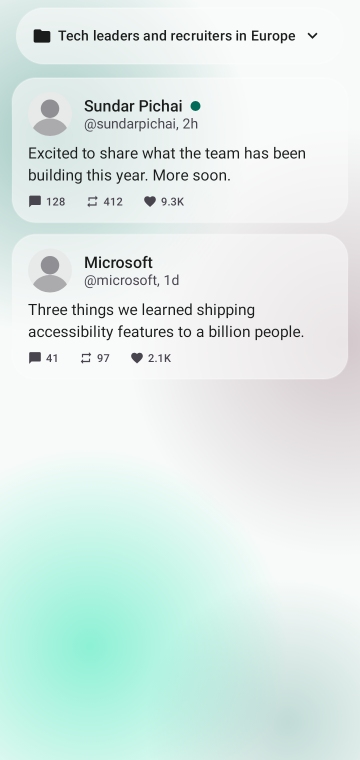 Tech leaders and recruiters in Europe
Sundar Pichai
@sundarpichai, 2h
Excited to share what the team has been
building this year. More soon.
128 412 9.3K
Microsoft
@microsoft, 1d
Three things we learned shipping
accessibility features to a billion people.
41 97 2.1K